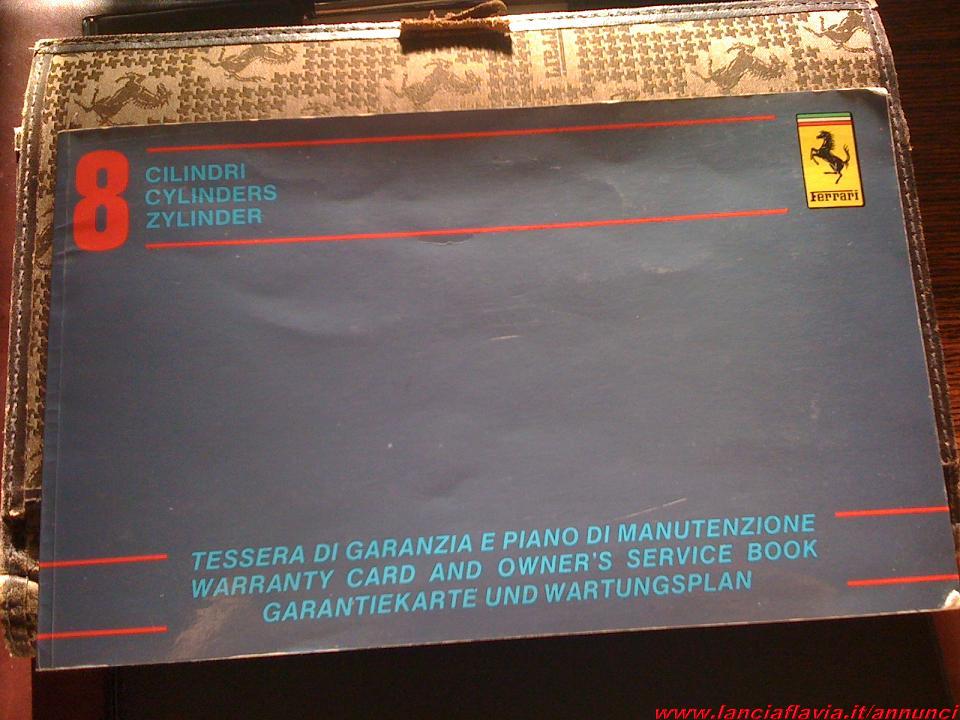 8
CILINDRI
CYLINDERS
ZYLINDER
Ferrari
Ferrari
TESSERA DI GARANZIA E PIANO DI MANUTENZIONE
WARRANTY CARD AND OWNER'S SERVICE BOOK
GARANTIEKARTE UND WARTUNGSPLAN
www.lanciaflavia.it/annunci